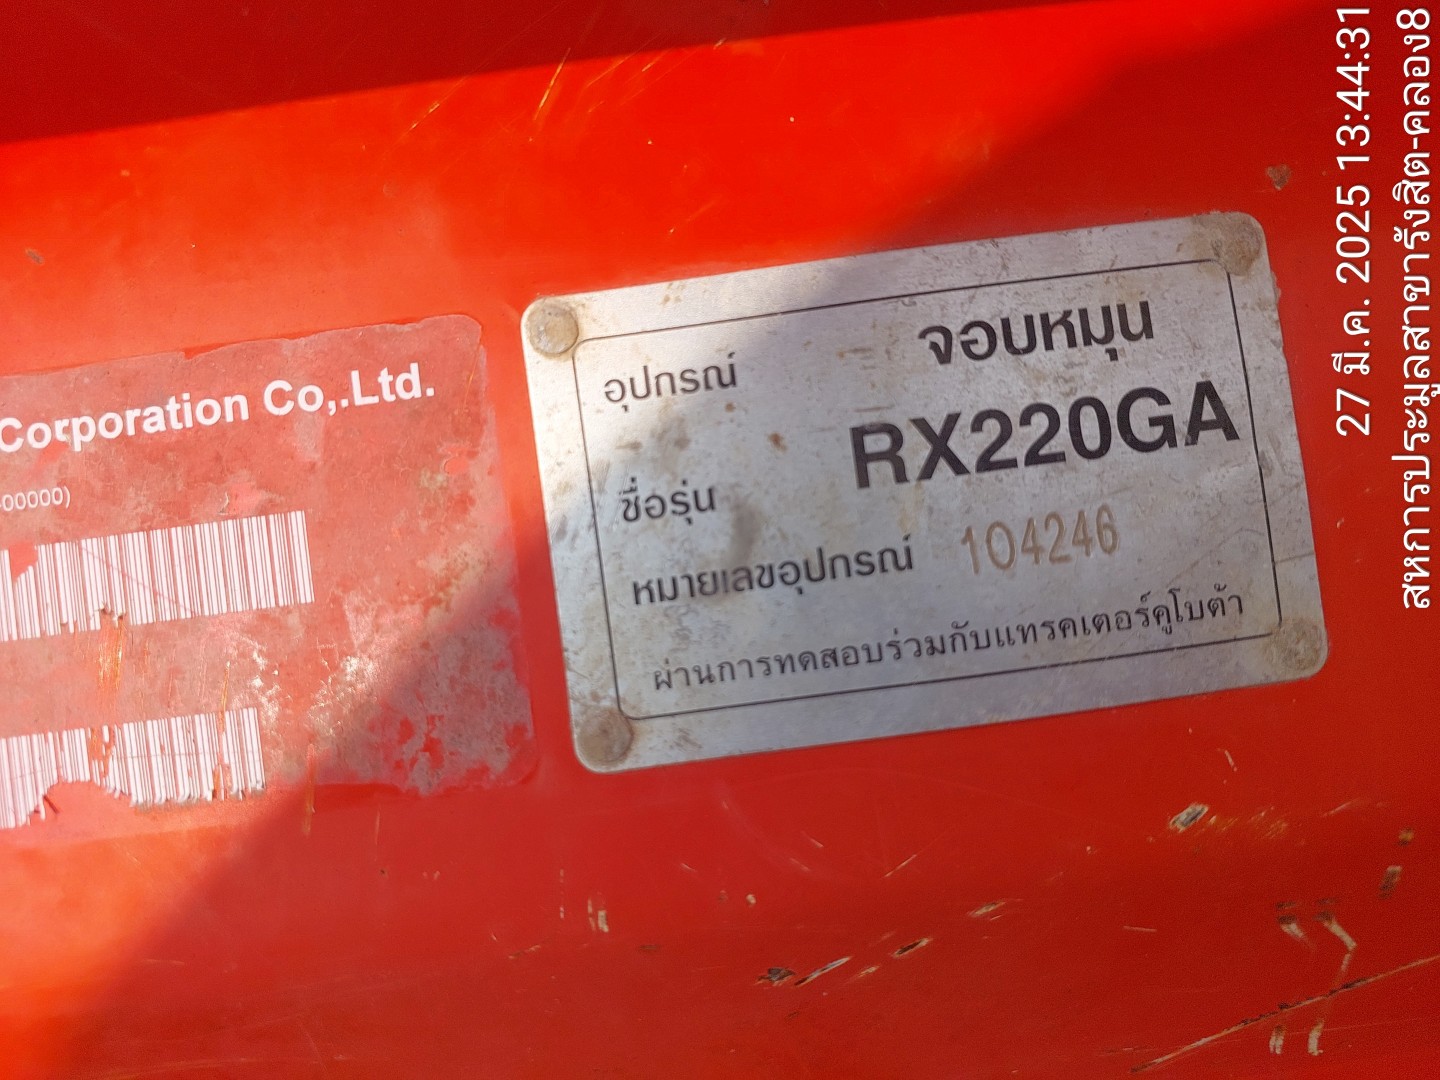 Corporation Co,.Ltd.
-00000)
อุปกรณ์ จอบหมุน
ชื่อรุ่น RX220GA
หมายเลขอุปกรณ์ 104246
ผ่านการทดสอบร่วมกับแทรคเตอร์คูโบต้า
27 มี.ค. 2025 13:44:31
สหการประมูลสาขารังสิต-คลอง8